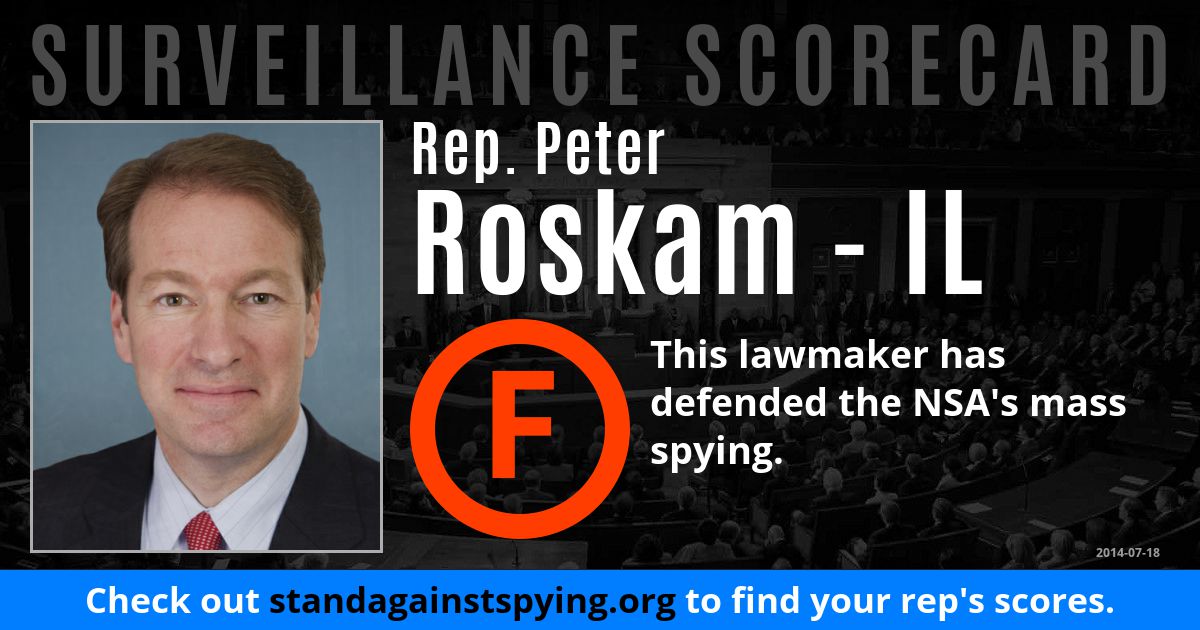 SURVEILLANCE SCORECARD
Rep. Peter
Roskam - IL
F
This lawmaker has
defended the NSA's mass
spying.
2014-07-18
Check out standagainstspying.org to find your rep's scores.